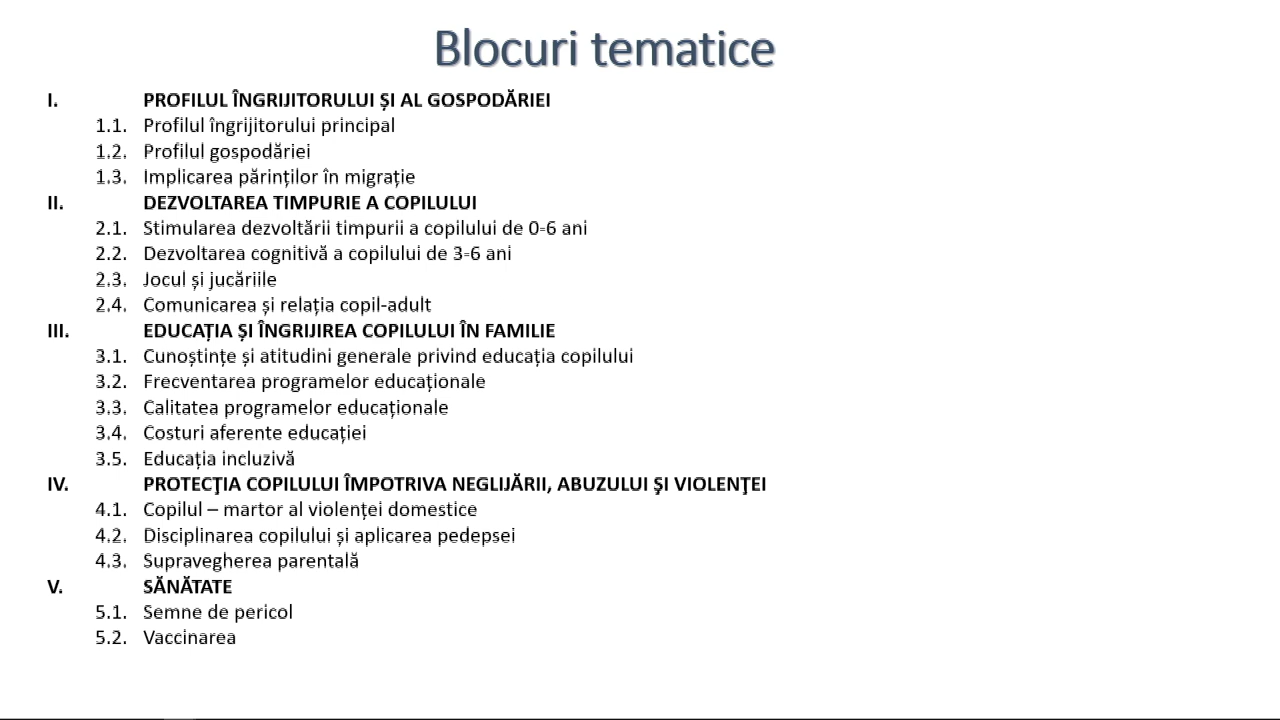 Blocuri tematice
I. PROFILUL ÎNGRIJITORULUI ȘI AL GOSPODĂRIEI
1.1. Profilul îngrijitorului principal
1.2. Profilul gospodăriei
1.3. Implicarea părinților în migrație
II. DEZVOLTAREA TIMPURIE A COPILULUI
2.1. Stimularea dezvoltării timpurii a copilului de 0-6 ani
2.2. Dezvoltarea cognitivă a copilului de 3-6 ani
2.3. Jocul și jucăriile
2.4. Comunicarea și relația copil-adult
III. EDUCAȚIA ȘI ÎNGRIJIREA COPILULUI ÎN FAMILIE
3.1. Cunoștințe și atitudini generale privind educația copilului
3.2. Frecventarea programelor educaționale
3.3. Calitatea programelor educaționale
3.4. Costuri aferente educației
3.5. Educația incluzivă
IV. PROTECŢIA COPILULUI ÎMPOTRIVA NEGLIJĂRII, ABUZULUI ŞI VIOLENŢEI
4.1. Copilul – martor al violenței domestice
4.2. Disciplinarea copilului și aplicarea pedepsei
4.3. Supravegherea parentală
V. SĂNĂTATE
5.1. Semne de pericol
5.2. Vaccinarea